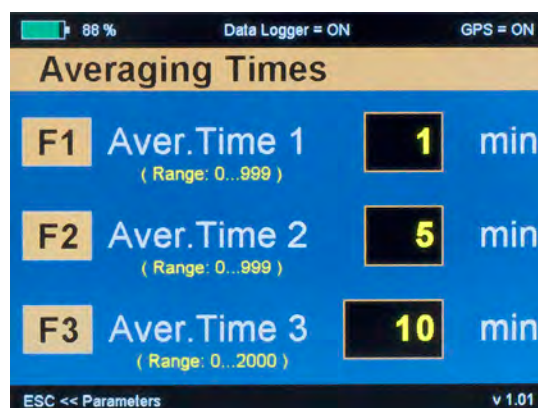 88 % Data Logger = ON GPS = ON
Averaging Times
F1 Aver.Time 1 1 min
( Range: 0...999 )
F2 Aver.Time 2 5 min
( Range: 0...999 )
F3 Aver.Time 3 10 min
( Range: 0...2000 )
ESC << Parameters v 1.01